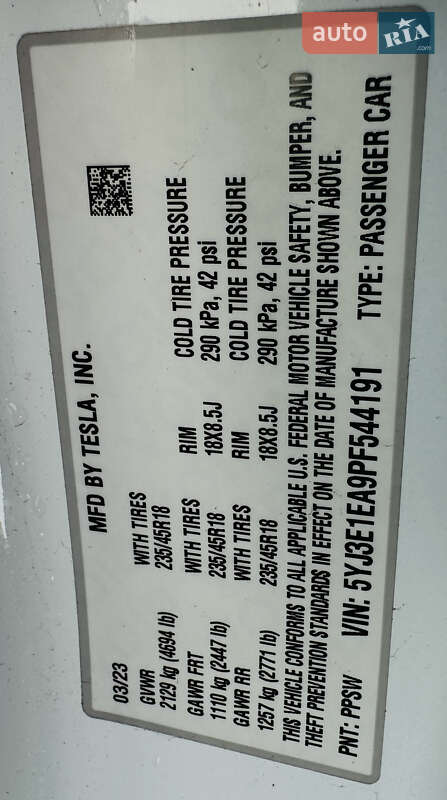 auto RIA
.com
MFD BY TESLA, INC.
03/23
GVWR WITH TIRES
2129 kg (4694 lb) 235/45R18
GAWR FRT WITH TIRES RIM COLD TIRE PRESSURE
1110 kg (2447 lb) 235/45R18 18X8.5J 290 kPa, 42 psi
GAWR RR WITH TIRES RIM COLD TIRE PRESSURE
1257 kg (2771 lb) 235/45R18 18X8.5J 290 kPa, 42 psi
THIS VEHICLE CONFORMS TO ALL APPLICABLE U.S. FEDERAL MOTOR VEHICLE SAFETY, BUMPER, AND
THEFT PREVENTION STANDARDS IN EFFECT ON THE DATE OF MANUFACTURE SHOWN ABOVE.
PNT: PPSW VIN: 5YJ3E1EA9PF544191 TYPE: PASSENGER CAR